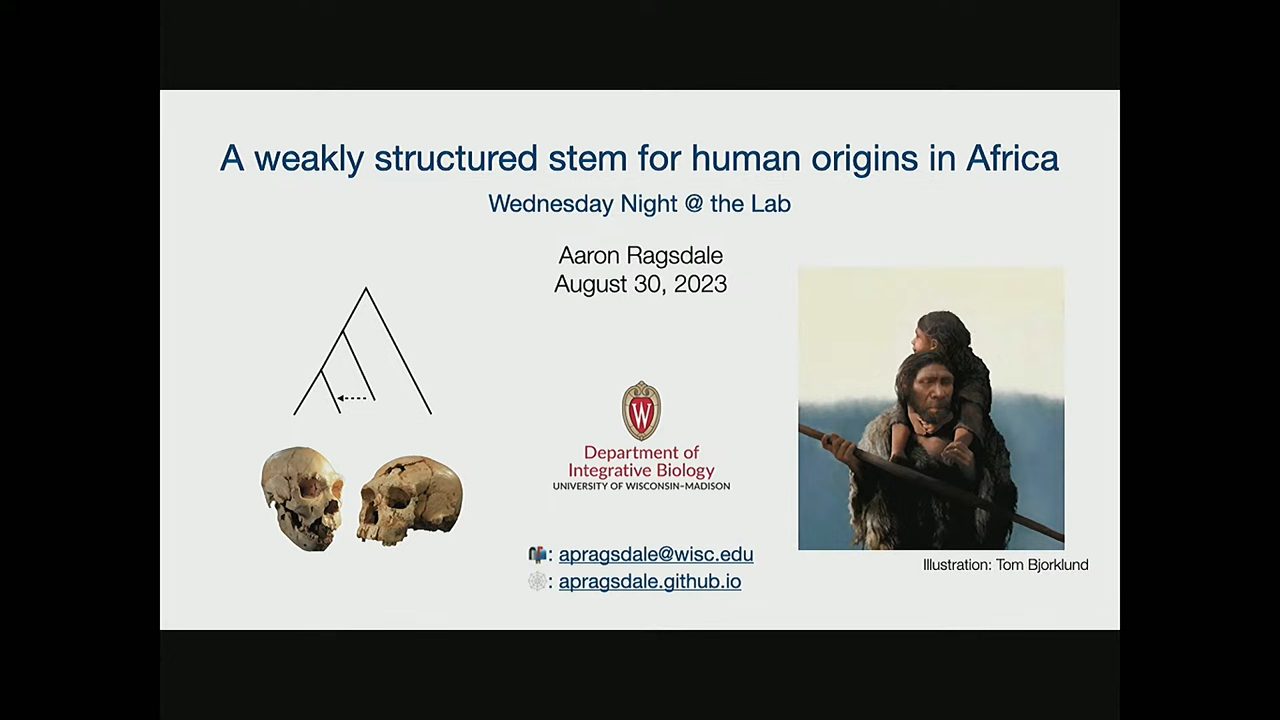 A weakly structured stem for human origins in Africa
Wednesday Night @ the Lab
Aaron Ragsdale
August 30, 2023
W
Department of
Integrative Biology
UNIVERSITY OF WISCONSIN–MADISON
: apragsdale@wisc.edu
: apragsdale.github.io
Illustration: Tom Bjorklund